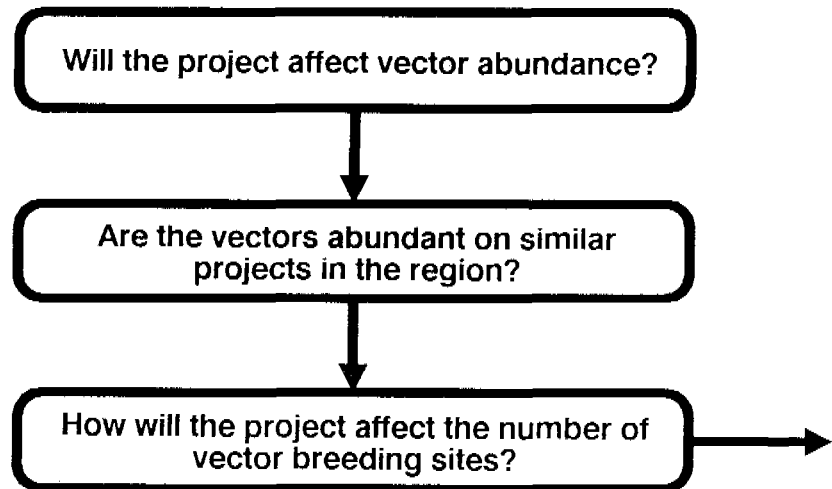 Will the project affect vector abundance?
Are the vectors abundant on similar
projects in the region?
How will the project affect the number of
vector breeding sites?